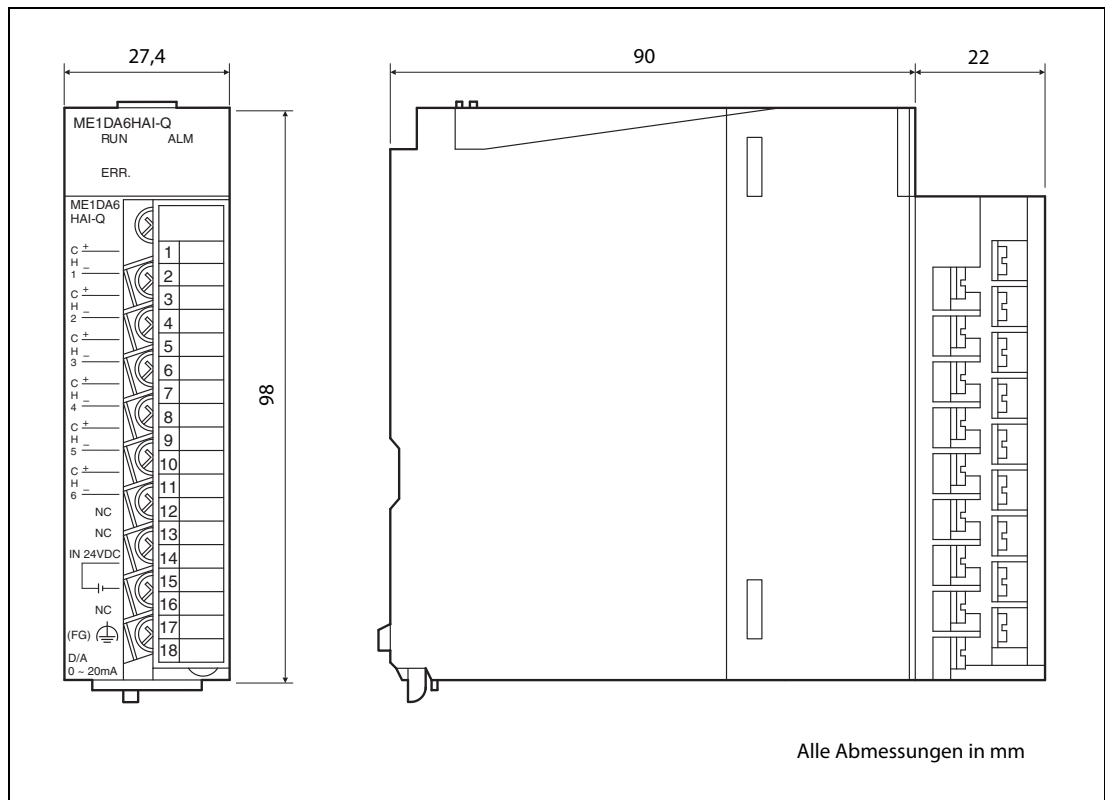 27,4
90
22
ME1DA6HAI-Q
RUN ALM
ERR.
ME1DA6
HAI-Q
C +
H
1 –
C +
H
2 –
C +
H
3 –
C +
H
4 –
C +
H
5 –
C +
H
6 –
NC
NC
IN 24VDC
NC
(FG)
D/A
0 ~ 20mA
1
2
3
4
5
6
7
8
9
10
11
12
13
14
15
16
17
18
98
Alle Abmessungen in mm